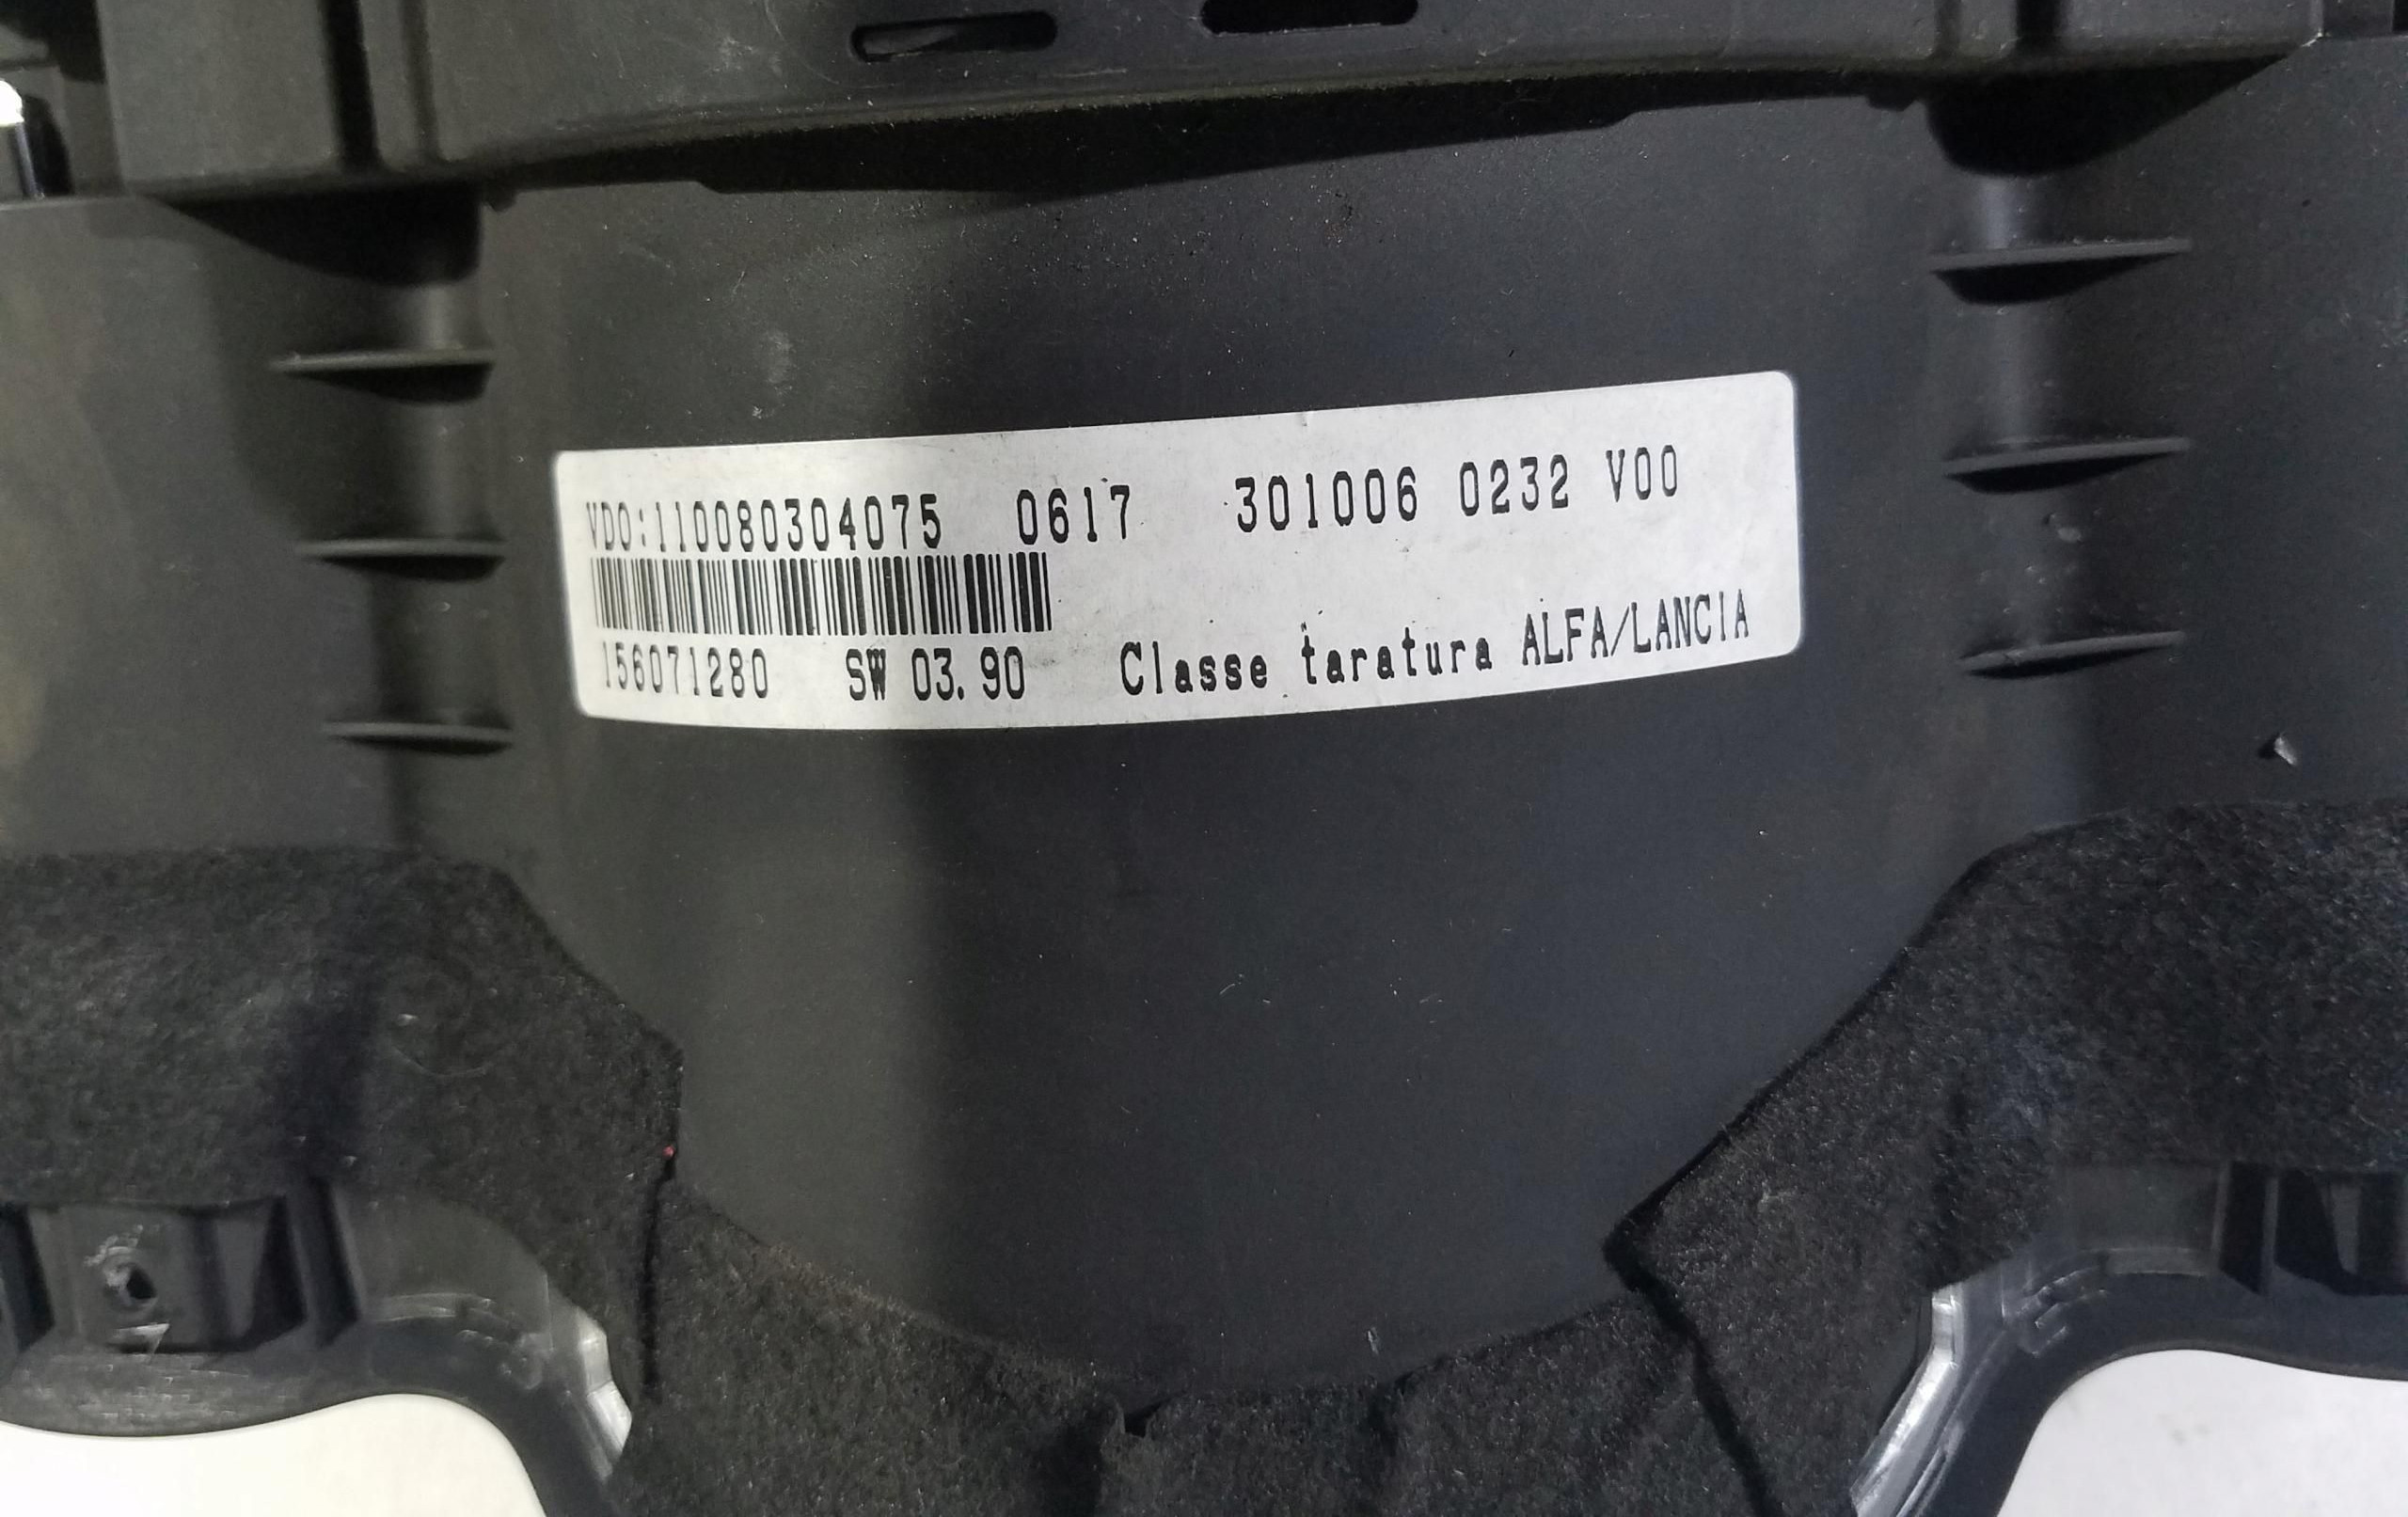 VDO:110080304075 0617 301006 0232 V00
156071280 SW 03.90 Classe taratura ALFA/LANCIA